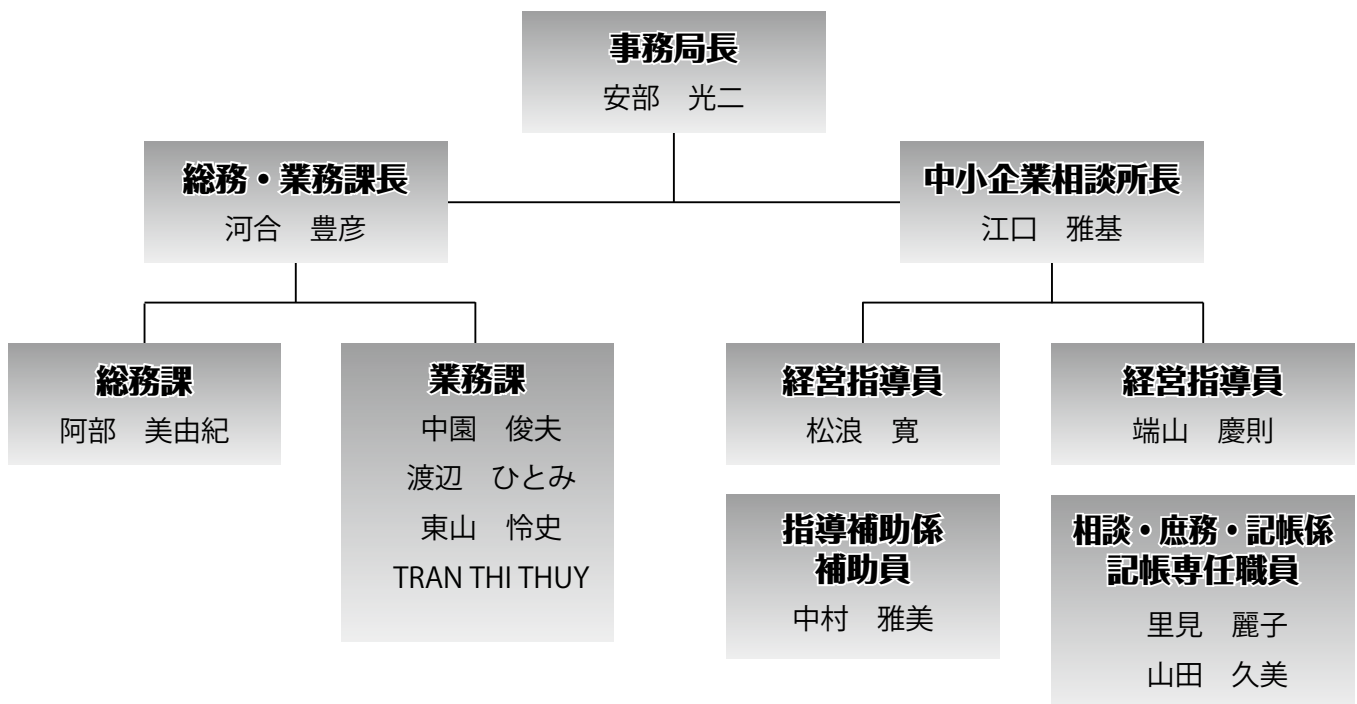 事務局長
安部　光二
総務・業務課長
河合　豊彦
中小企業相談所長
江口　雅基
総務課
阿部　美由紀
業務課
中園　俊夫
渡辺　ひとみ
東山　怜史
TRAN THI THUY
経営指導員
松浪　寛
経営指導員
端山　慶則
指導補助係
補助員
中村　雅美
相談・庶務・記帳係
記帳専任職員
里見　麗子
山田　久美